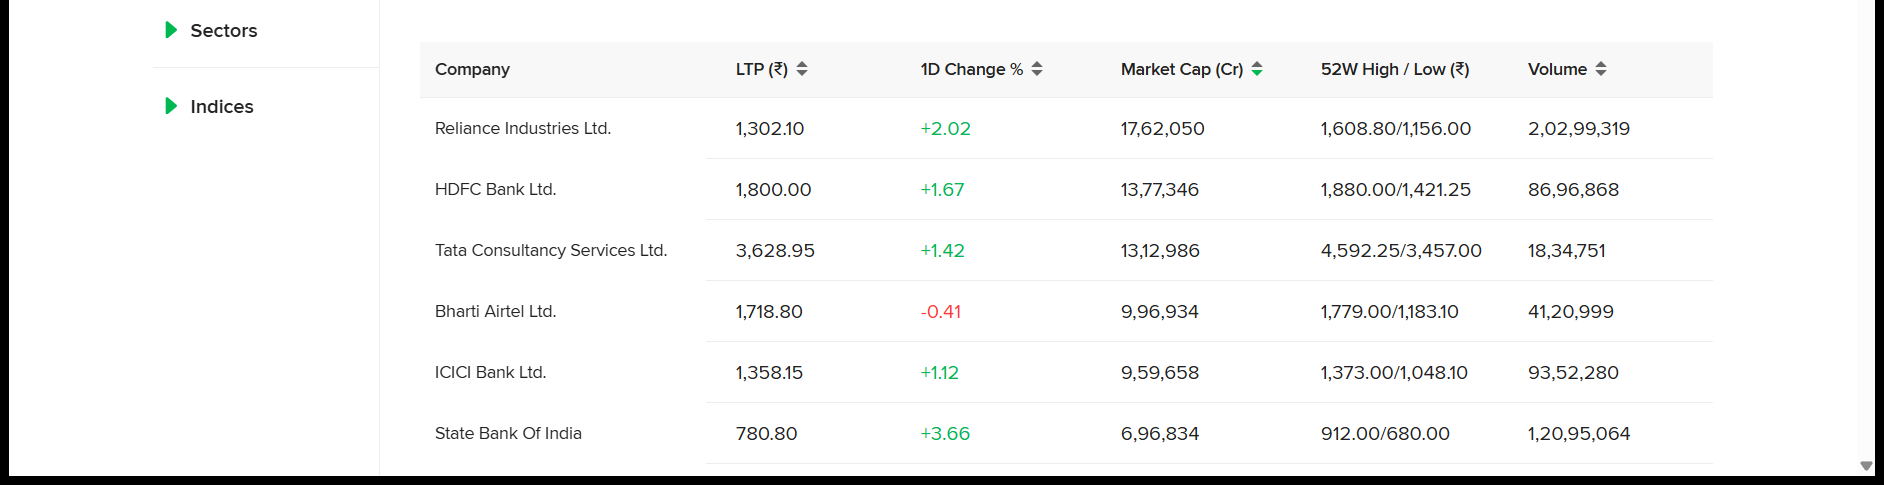 Sectors
Indices
Company LTP (₹) 1D Change % Market Cap (Cr) 52W High / Low (₹) Volume
Reliance Industries Ltd. 1,302.10 +2.02 17,62,050 1,608.80/1,156.00 2,02,99,319
HDFC Bank Ltd. 1,800.00 +1.67 13,77,346 1,880.00/1,421.25 86,96,868
Tata Consultancy Services Ltd. 3,628.95 +1.42 13,12,986 4,592.25/3,457.00 18,34,751
Bharti Airtel Ltd. 1,718.80 -0.41 9,96,934 1,779.00/1,183.10 41,20,999
ICICI Bank Ltd. 1,358.15 +1.12 9,59,658 1,373.00/1,048.10 93,52,280
State Bank Of India 780.80 +3.66 6,96,834 912.00/680.00 1,20,95,064